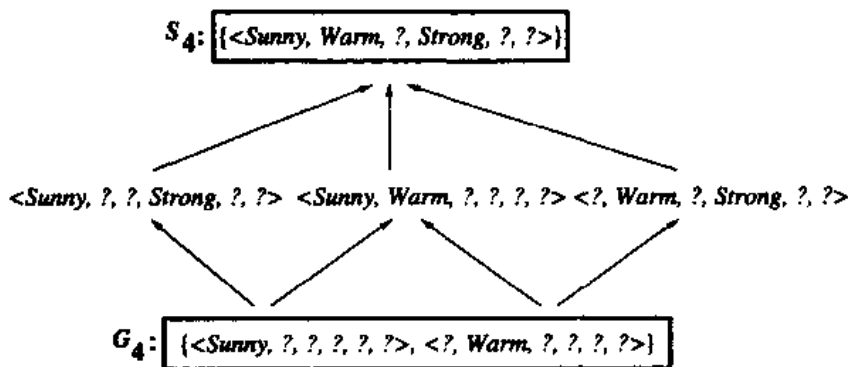 S4: {<Sunny, Warm, ?, Strong, ?, ?>}
<Sunny, ?, ?, Strong, ?, ?> <Sunny, Warm, ?, ?, ?, ?> <?, Warm, ?, Strong, ?, ?>
G4: {<Sunny, ?, ?, ?, ?, ?>, <?, Warm, ?, ?, ?, ?>}